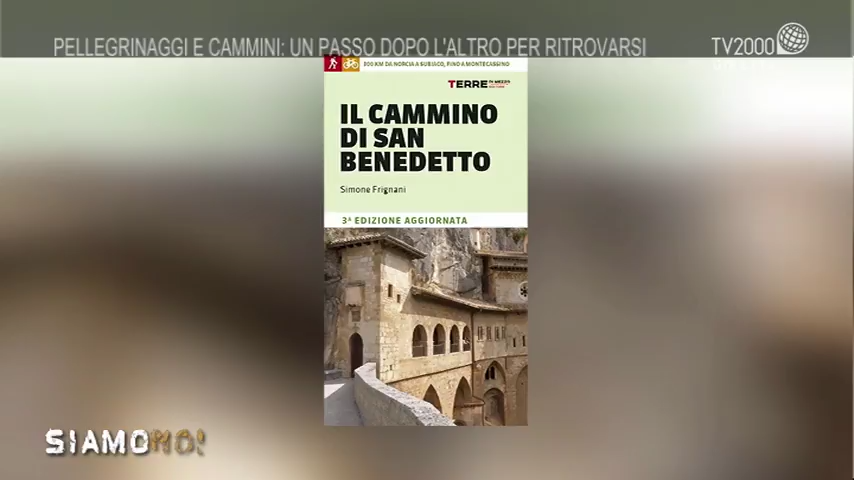 PELLEGRINAGGI E CAMMINI: UN PASSO DOPO L'ALTRO PER RITROVARSI
TV2000
300 KM DA NORCIA A SUBIACO, FINO A MONTECASSINO
TERRE DI MEZZO
IL CAMMINO
DI SAN
BENEDETTO
Simone Frignani
3ª EDIZIONE AGGIORNATA
SIAMO NOI